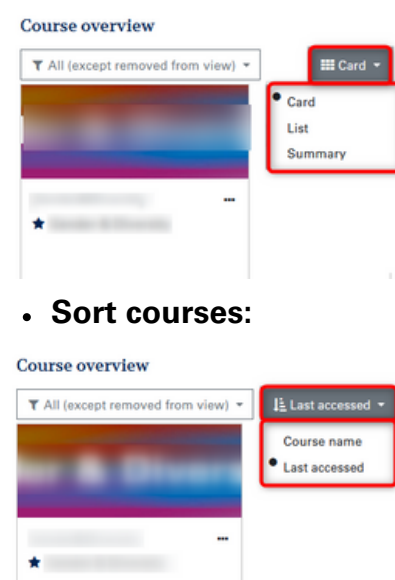 Course overview
All (except removed from view)
Card
Card
List
Summary
Sort courses:
Course overview
All (except removed from view)
Last accessed
Course name
Last accessed